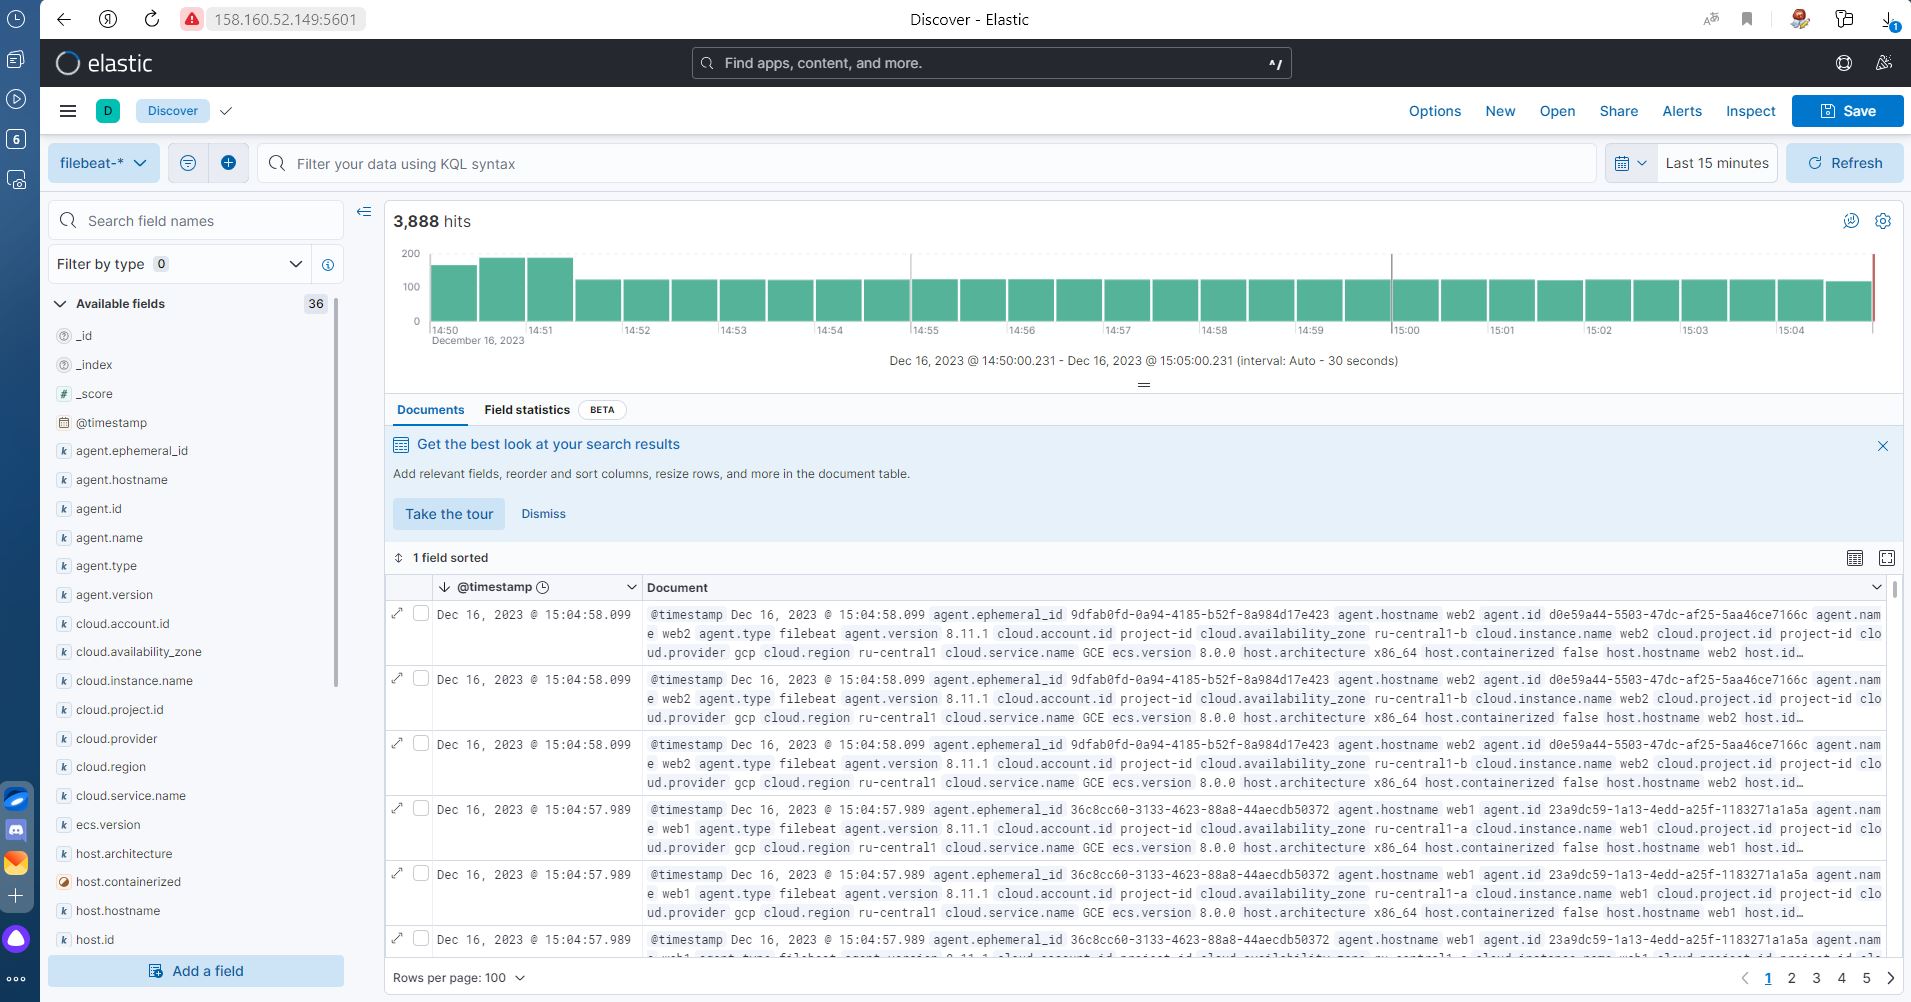 158.160.52.149:5601
Discover - Elastic
1
elastic
Find apps, content, and more.
^/
D
Discover
Options
New
Open
Share
Alerts
Inspect
Save
6
filebeat-*
Filter your data using KQL syntax
Last 15 minutes
Refresh
Search field names
Filter by type 0
Available fields
36
_id
_index
# _score
@timestamp
k agent.ephemeral_id
k agent.hostname
k agent.id
k agent.name
k agent.type
k agent.version
k cloud.account.id
k cloud.availability_zone
k cloud.instance.name
k cloud.project.id
k cloud.provider
k cloud.region
k cloud.service.name
k ecs.version
k host.architecture
host.containerized
k host.hostname
k host.id
Add a field
3,888 hits
200
100
0
14:50
14:51
14:52
14:53
14:54
14:55
14:56
14:57
14:58
14:59
15:00
15:01
15:02
15:03
15:04
December 16, 2023
Dec 16, 2023 @ 14:50:00.231 - Dec 16, 2023 @ 15:05:00.231 (interval: Auto - 30 seconds)
Documents
Field statistics
BETA
Get the best look at your search results
Add relevant fields, reorder and sort columns, resize rows, and more in the document table.
Take the tour
Dismiss
1 field sorted
@timestamp
Document
Dec 16, 2023 @ 15:04:58.099
@timestamp Dec 16, 2023 @ 15:04:58.099 agent.ephemeral_id 9dfab0fd-0a94-4185-b52f-8a984d17e423 agent.hostname web2 agent.id d0e59a44-5503-47dc-af25-5aa46ce7166c agent.nam
e web2 agent.type filebeat agent.version 8.11.1 cloud.account.id project-id cloud.availability_zone ru-central1-b cloud.instance.name web2 cloud.project.id project-id clo
ud.provider gcp cloud.region ru-central1 cloud.service.name GCE ecs.version 8.0.0 host.architecture x86_64 host.containerized false host.hostname web2 host.id…
Dec 16, 2023 @ 15:04:58.099
@timestamp Dec 16, 2023 @ 15:04:58.099 agent.ephemeral_id 9dfab0fd-0a94-4185-b52f-8a984d17e423 agent.hostname web2 agent.id d0e59a44-5503-47dc-af25-5aa46ce7166c agent.nam
e web2 agent.type filebeat agent.version 8.11.1 cloud.account.id project-id cloud.availability_zone ru-central1-b cloud.instance.name web2 cloud.project.id project-id clo
ud.provider gcp cloud.region ru-central1 cloud.service.name GCE ecs.version 8.0.0 host.architecture x86_64 host.containerized false host.hostname web2 host.id…
Dec 16, 2023 @ 15:04:58.099
@timestamp Dec 16, 2023 @ 15:04:58.099 agent.ephemeral_id 9dfab0fd-0a94-4185-b52f-8a984d17e423 agent.hostname web2 agent.id d0e59a44-5503-47dc-af25-5aa46ce7166c agent.nam
e web2 agent.type filebeat agent.version 8.11.1 cloud.account.id project-id cloud.availability_zone ru-central1-b cloud.instance.name web2 cloud.project.id project-id clo
ud.provider gcp cloud.region ru-central1 cloud.service.name GCE ecs.version 8.0.0 host.architecture x86_64 host.containerized false host.hostname web2 host.id…
Dec 16, 2023 @ 15:04:57.989
@timestamp Dec 16, 2023 @ 15:04:57.989 agent.ephemeral_id 36c8cc60-3133-4623-88a8-44aecdb50372 agent.hostname web1 agent.id 23a9dc59-1a13-4edd-a25f-1183271a1a5a agent.nam
e web1 agent.type filebeat agent.version 8.11.1 cloud.account.id project-id cloud.availability_zone ru-central1-a cloud.instance.name web1 cloud.project.id project-id clo
ud.provider gcp cloud.region ru-central1 cloud.service.name GCE ecs.version 8.0.0 host.architecture x86_64 host.containerized false host.hostname web1 host.id…
Dec 16, 2023 @ 15:04:57.989
@timestamp Dec 16, 2023 @ 15:04:57.989 agent.ephemeral_id 36c8cc60-3133-4623-88a8-44aecdb50372 agent.hostname web1 agent.id 23a9dc59-1a13-4edd-a25f-1183271a1a5a agent.nam
e web1 agent.type filebeat agent.version 8.11.1 cloud.account.id project-id cloud.availability_zone ru-central1-a cloud.instance.name web1 cloud.project.id project-id clo
ud.provider gcp cloud.region ru-central1 cloud.service.name GCE ecs.version 8.0.0 host.architecture x86_64 host.containerized false host.hostname web1 host.id…
Dec 16, 2023 @ 15:04:57.989
@timestamp Dec 16, 2023 @ 15:04:57.989 agent.ephemeral_id 36c8cc60-3133-4623-88a8-44aecdb50372 agent.hostname web1 agent.id 23a9dc59-1a13-4edd-a25f-1183271a1a5a agent.nam
Rows per page: 100
1 2 3 4 5